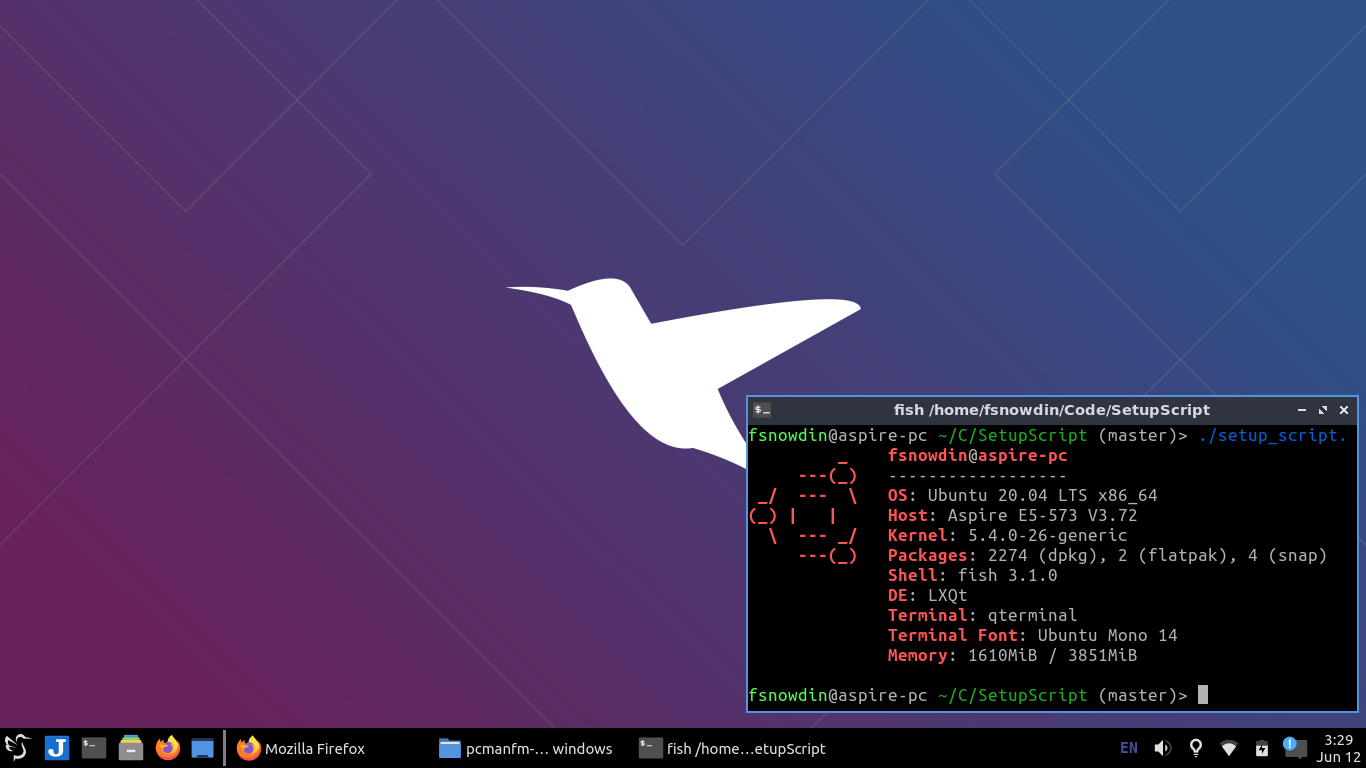 fish /home/fsnowdin/Code/SetupScript
fsnowdin@aspire-pc ~/C/SetupScript (master)> ./setup_script.
fsnowdin@aspire-pc
------------------
OS: Ubuntu 20.04 LTS x86_64
Host: Aspire E5-573 V3.72
Kernel: 5.4.0-26-generic
Packages: 2274 (dpkg), 2 (flatpak), 4 (snap)
Shell: fish 3.1.0
DE: LXQt
Terminal: qterminal
Terminal Font: Ubuntu Mono 14
Memory: 1610MiB / 3851MiB
fsnowdin@aspire-pc ~/C/SetupScript (master)>
J Mozilla Firefox pcmanfm-... windows fish /home...etupScript EN 3:29
Jun 12